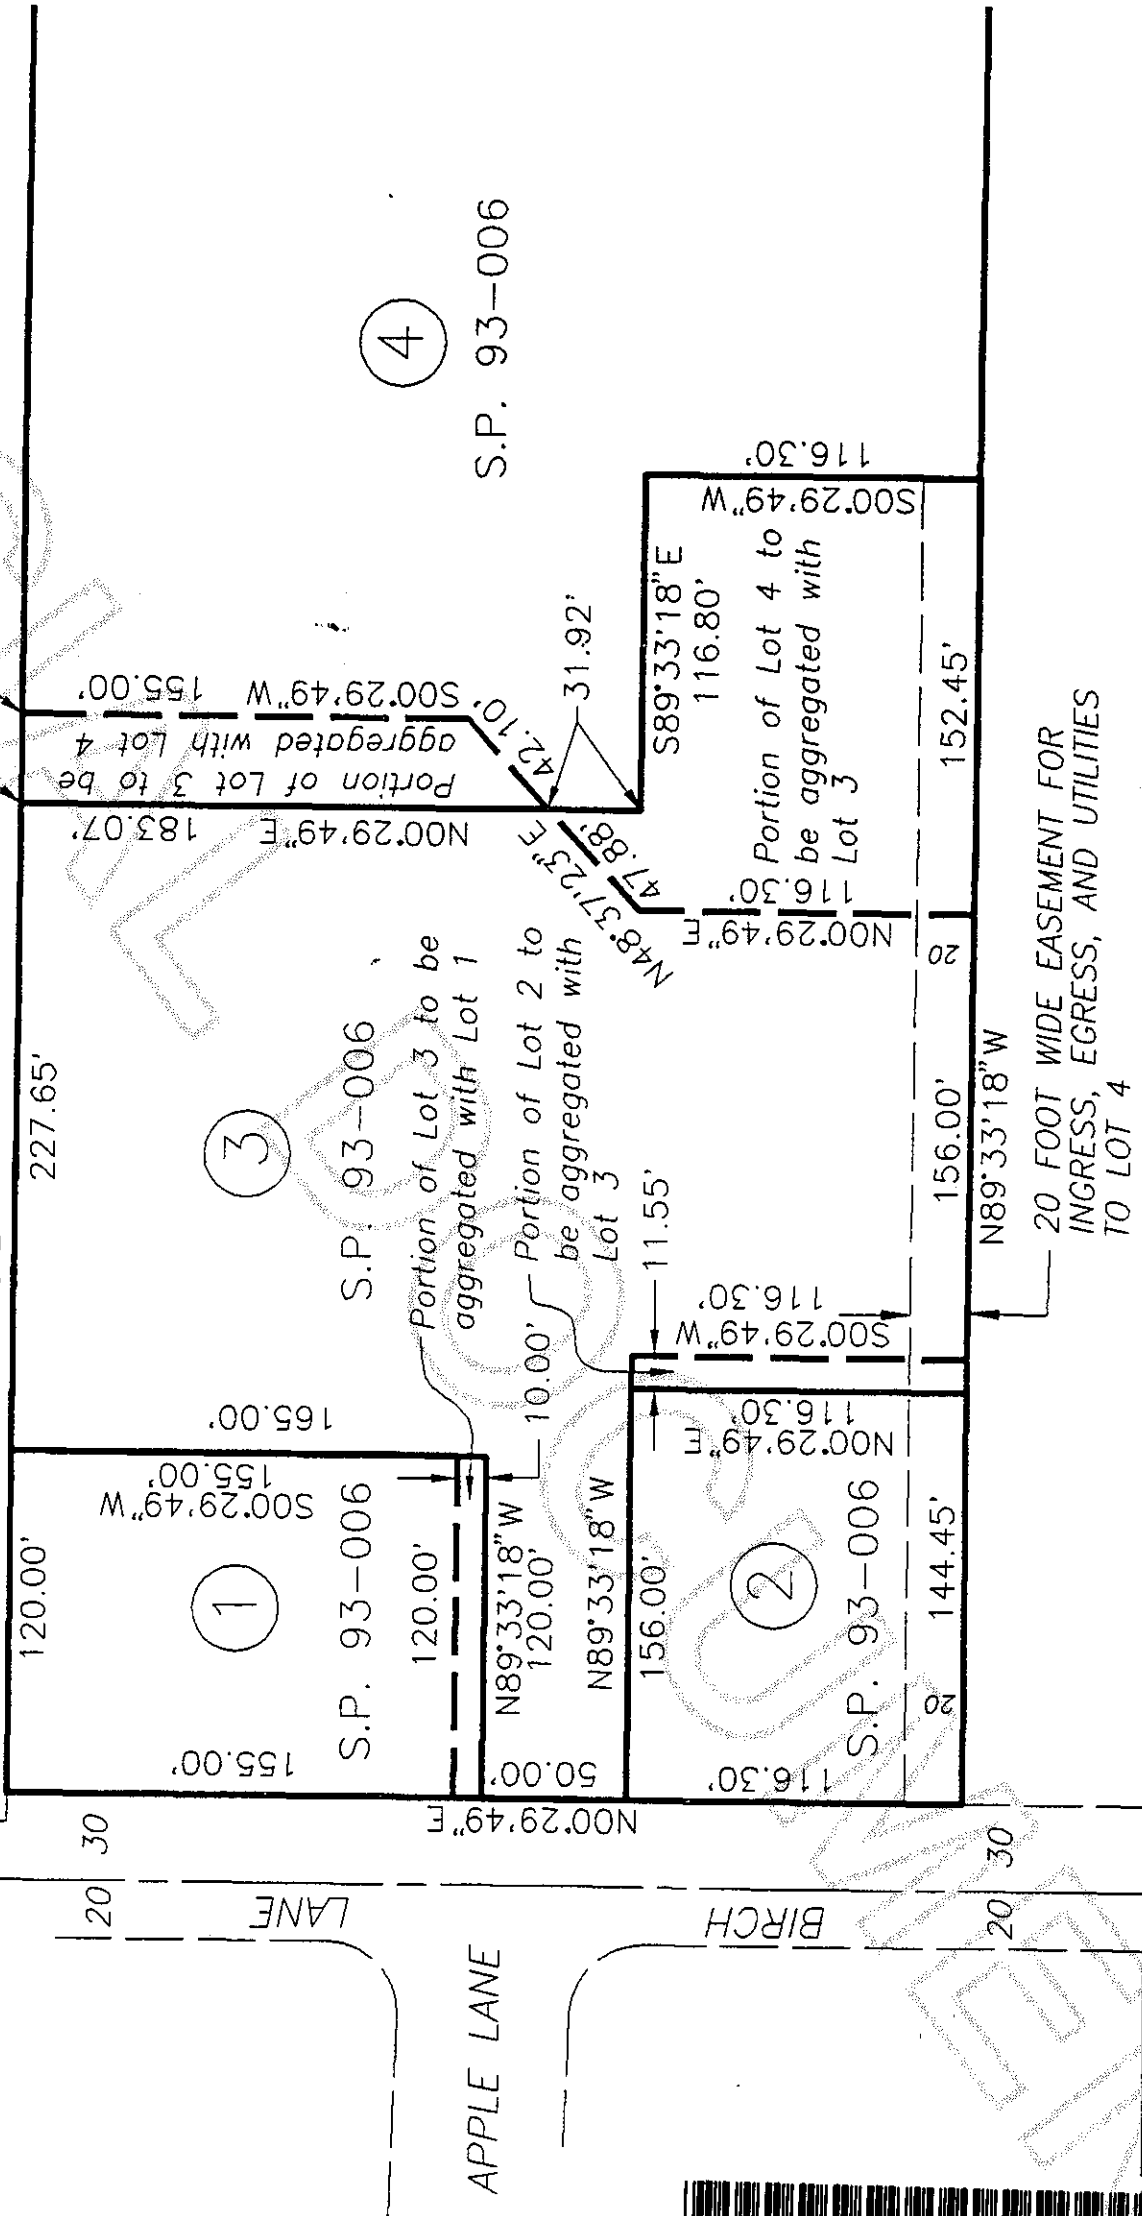 120.00'
227.65'
155.00'
1
S.P. 93-006
S00°29'49"W
155.00'
165.00'
120.00'
N89°33'18"W
120.00'
10.00'
50.00'
N00°29'49"E
3
S.P. 93-006
Portion of Lot 3 to be
aggregated with Lot 1
Portion of Lot 2 to
be aggregated with
Lot 3
11.55'
N89°33'18"W
156.00'
2
S.P. 93-006
116.30'
20
144.45'
N00°29'49"E
116.30'
S00°29'49"W
116.30'
156.00'
N89°33'18"W
20 FOOT WIDE EASEMENT FOR
INGRESS, EGRESS, AND UTILITIES
TO LOT 4
183.07'
N00°29'49"E
Portion of Lot 3 to be
aggregated with Lot 4
155.00'
S00°29'49"W
42.10'
31.92'
N48°37'23"E
47.88'
N00°29'49"E
116.30'
20
S89°33'18"E
116.80'
Portion of Lot 4 to
be aggregated with
Lot 3
152.45'
S00°29'49"W
116.30'
4
S.P. 93-006
20 30
BIRCH
LANE
20 30
APPLE LANE